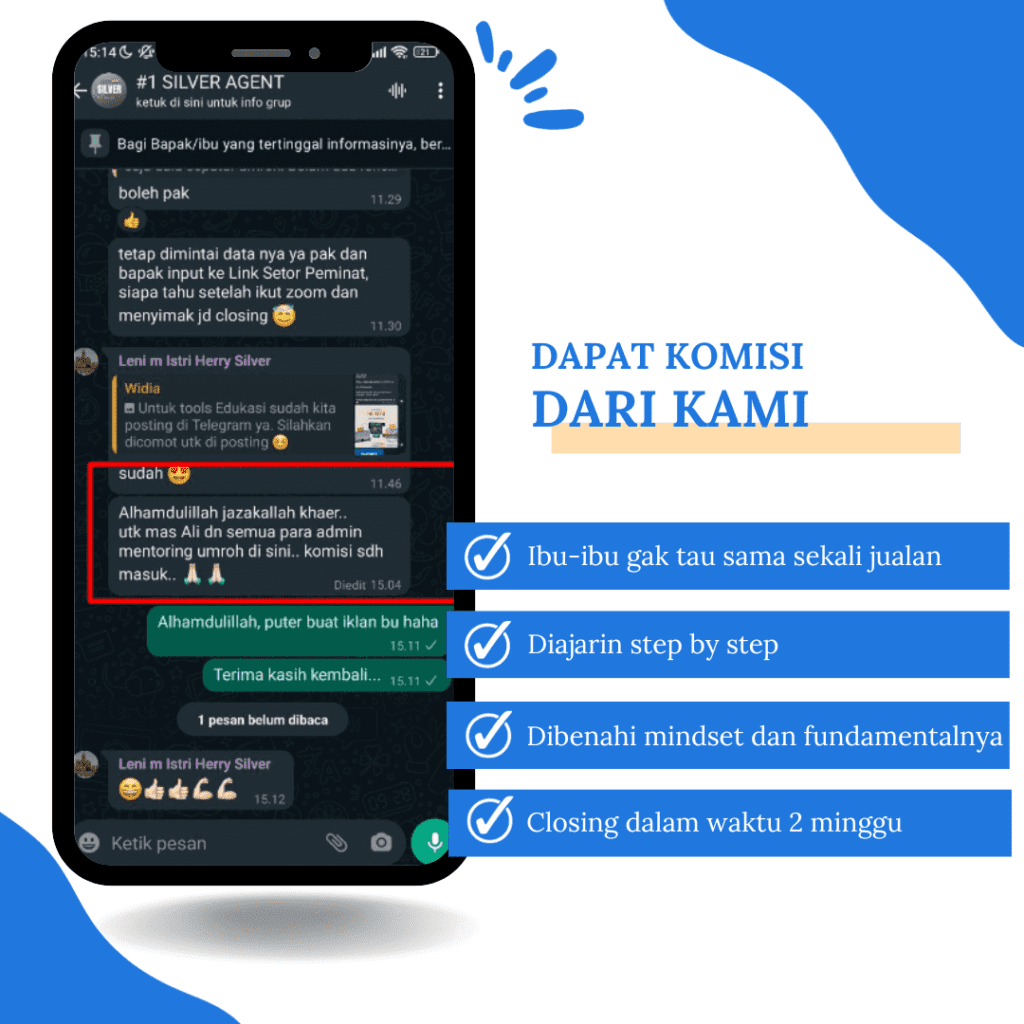 15:14
21
SILVER
#1 SILVER AGENT
ketuk di sini untuk info grup
Bagi Bapak/ibu yang tertinggal informasinya, ber...
boleh pak
11.29
tetap dimintai data nya ya pak dan
bapak input ke Link Setor Peminat,
siapa tahu setelah ikut zoom dan
menyimak jd closing
11.30
Leni m Istri Herry Silver
Widia
Untuk tools Edukasi sudah kita
posting di Telegram ya. Silahkan
dicomot utk di posting
sudah
11.46
Alhamdulillah jazakallah khaer..
utk mas Ali dn semua para admin
mentoring umroh di sini.. komisi sdh
masuk..
Diedit 15.04
Alhamdulillah, puter buat iklan bu haha
15.11
Terima kasih kembali...
15.11
1 pesan belum dibaca
Leni m Istri Herry Silver
15.12
Ketik pesan
DAPAT KOMISI
DARI KAMI
Ibu-ibu gak tau sama sekali jualan
Diajarin step by step
Dibenahi mindset dan fundamentalnya
Closing dalam waktu 2 minggu